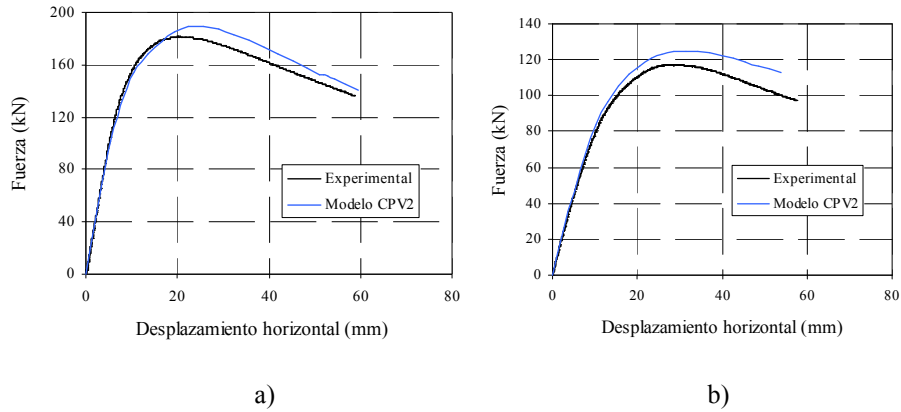 200
160
120
80
40
0
Fuerza (kN)
Experimental
Modelo CPV2
0 20 40 60 80
Desplazamiento horizontal (mm)
a)
140
120
100
80
60
40
20
0
Fuerza (kN)
Experimental
Modelo CPV2
0 20 40 60 80
Desplazamiento horizontal (mm)
b)